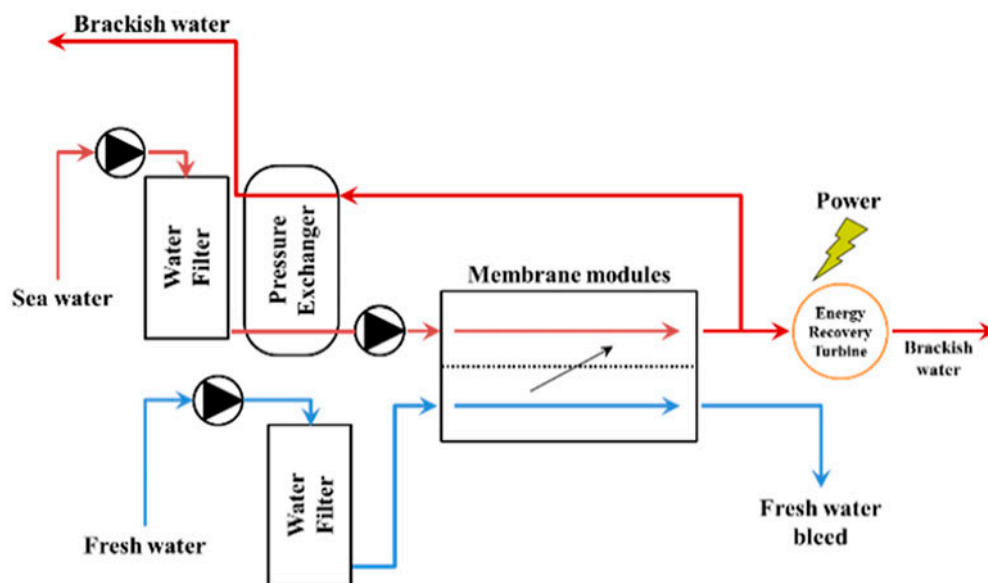 Brackish water
Sea water
Water
Filter
Pressure
Exchanger
Power
Membrane modules
Energy
Recovery
Turbine
Brackish
water
Fresh water
Water
Filter
Fresh water
bleed